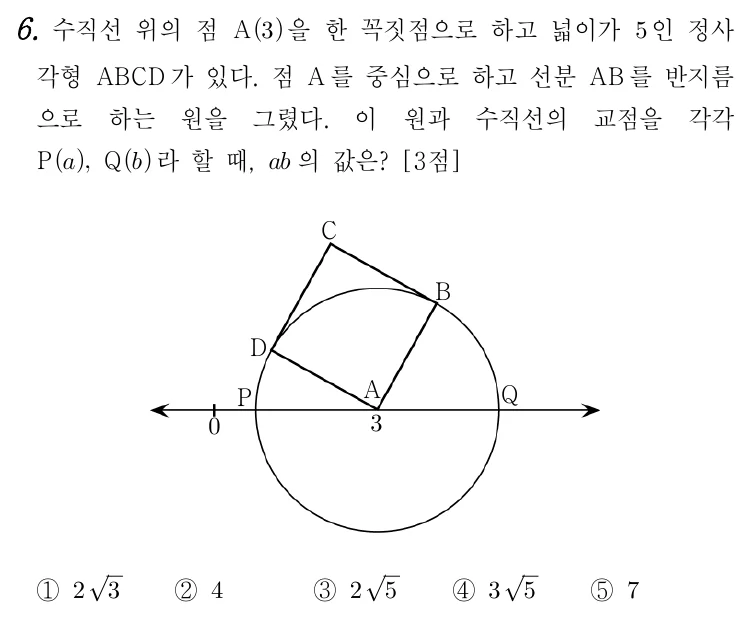 6. 수직선 위의 점 A(3)을 한 꼭짓점으로 하고 넓이가 5인 정사
각형 ABCD가 있다. 점 A를 중심으로 하고 선분 AB를 반지름
으로 하는 원을 그렸다. 이 원과 수직선의 교점을 각각
P(a), Q(b)라 할 때, ab의 값은? [3점]
C
B
D
A
P
Q
0
3
① 2√3 ② 4 ③ 2√5 ④ 3√5 ⑤ 7